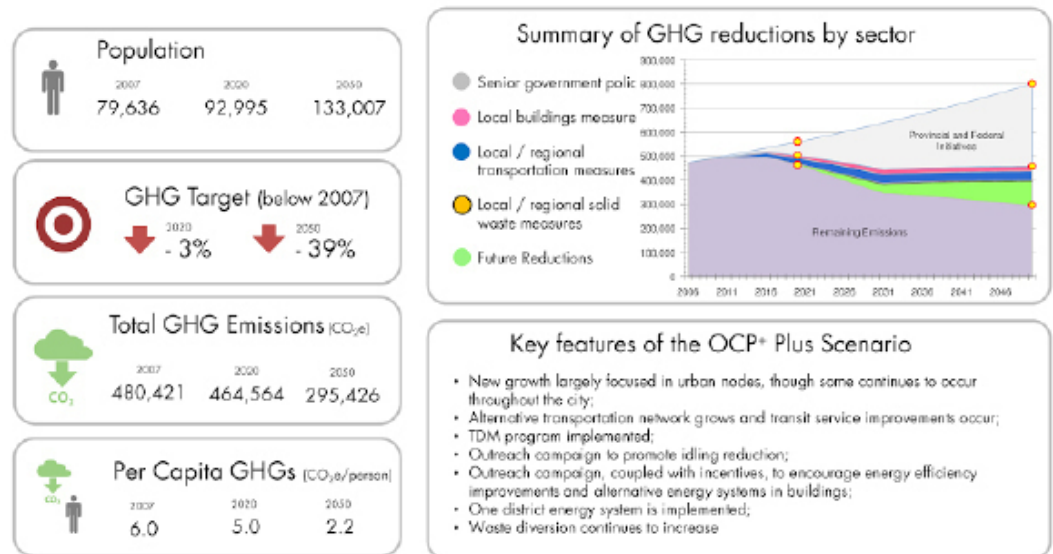 Population
2007 2020 2050
79,636 92,995 133,007
GHG Target (below 2007)
2020 2050
- 3% - 39%
Total GHG Emissions (CO₂e)
2007 2020 2050
480,421 464,564 295,426
CO₂
Per Capita GHGs (CO₂e/person)
CO₂
2007 2020 2050
6.0 5.0 2.2
Summary of GHG reductions by sector
Senior government polic
Local buildings measure
Local / regional
transportation measures
Local / regional solid
waste measures
Future Reductions
900,000
800,000
700,000
600,000
500,000
400,000
300,000
200,000
100,000
0
Provincial and Federal
Initiatives
Remaining Emissions
2006 2011 2016 2021 2026 2031 2036 2041 2046
Key features of the OCP⁺ Plus Scenario
• New growth largely focused in urban nodes, though some continues to occur
throughout the city;
• Alternative transportation network grows and transit service improvements occur;
• TDM program implemented;
• Outreach campaign to promote idling reduction;
• Outreach campaign, coupled with incentives, to encourage energy efficiency
improvements and alternative energy systems in buildings;
• One district energy system is implemented;
• Waste diversion continues to increase